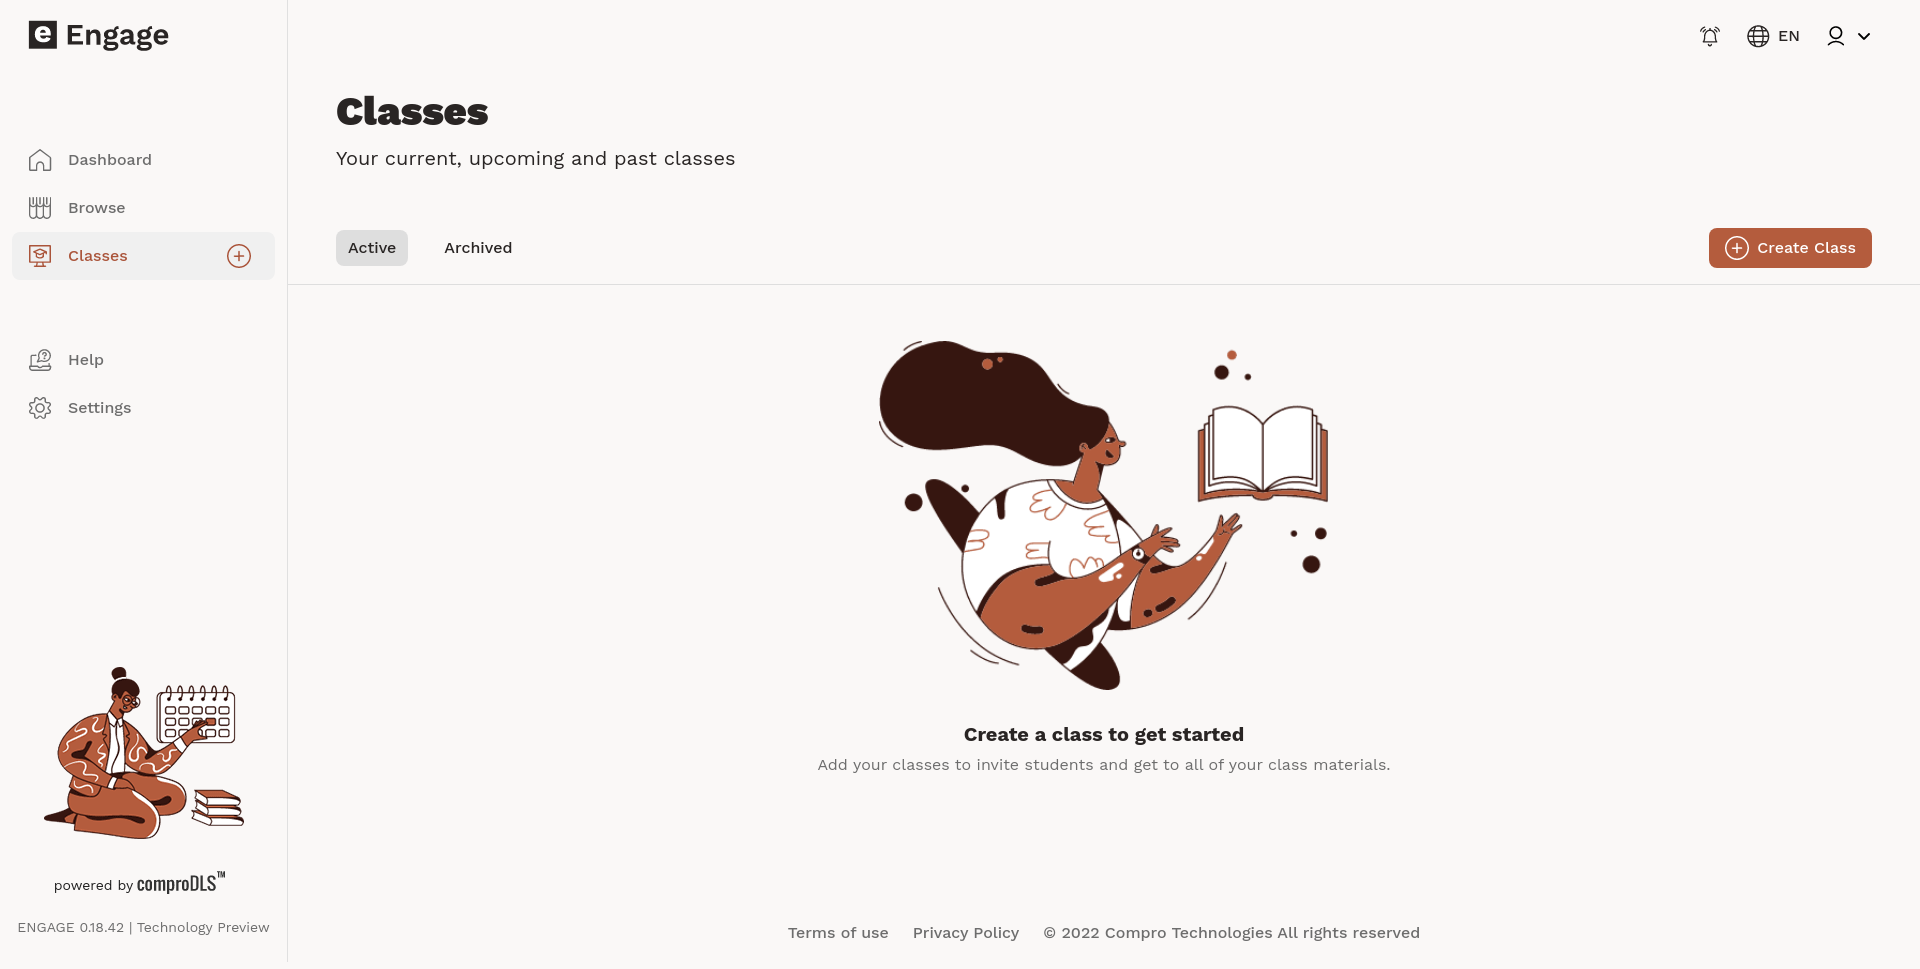 e Engage
EN
Classes
Your current, upcoming and past classes
Dashboard
Browse
Classes
Help
Settings
Active
Archived
Create Class
Create a class to get started
Add your classes to invite students and get to all of your class materials.
powered by comproDLS™
ENGAGE 0.18.42 | Technology Preview
Terms of use
Privacy Policy
© 2022 Compro Technologies All rights reserved